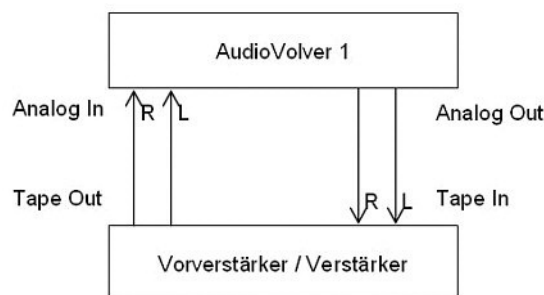 AudioVolver 1
Analog In
R L
Analog Out
Tape Out
R L
Tape In
Vorverstärker / Verstärker